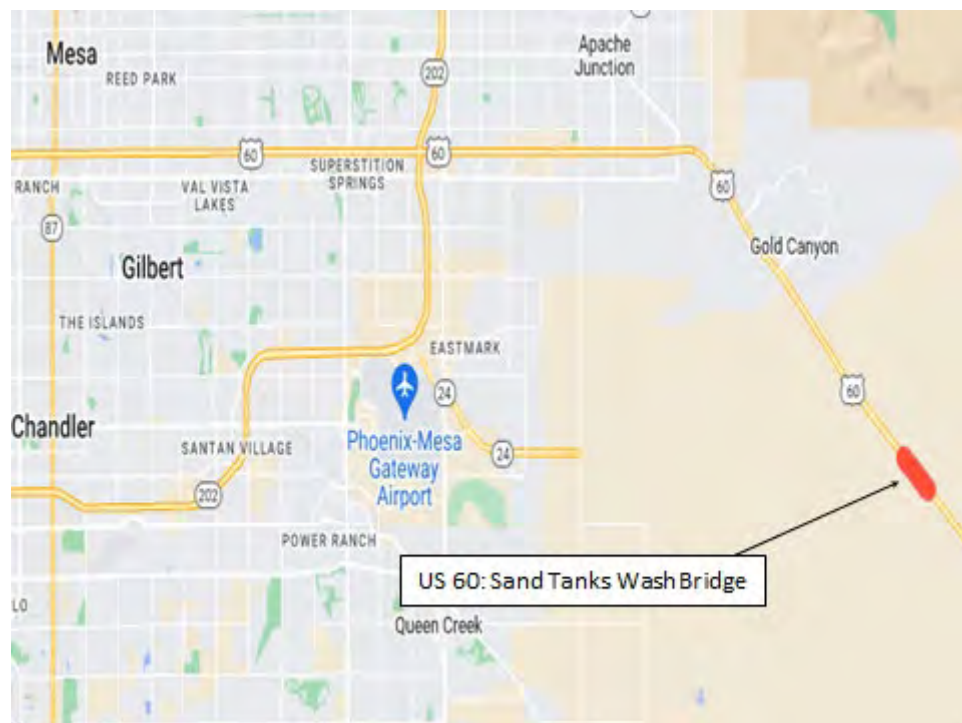 Mesa
REED PARK
Apache
Junction
202
60
60
SUPERSTITION
SPRINGS
RANCH
VAL VISTA
LAKES
60
87
Gold Canyon
Gilbert
THE ISLANDS
EASTMARK
60
24
Chandler
SANTAN VILLAGE
Phoenix-Mesa
Gateway
Airport
24
202
POWER RANCH
US 60: Sand Tanks Wash Bridge
LO
Queen Creek